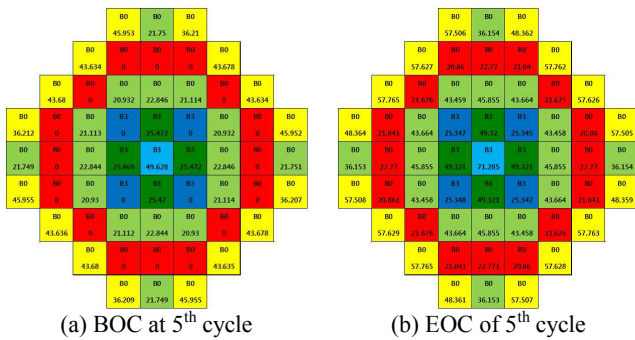 B0 B0 B0
45.953 21.75 36.21
B0 B0 B0 B0 B0
43.634 0 0 0 43.678
B0 B0 B0 B0 B0 B0 B0
43.68 0 20.932 22.846 21.114 0 43.634
B0 B0 B0 B3 B3 B3 B0 B0 B0
36.212 0 21.113 0 25.472 0 20.932 0 45.952
B0 B0 B0 B3 B3 B3 B0 B0 B0
21.749 0 22.844 25.469 49.628 25.472 22.846 0 21.751
B0 B0 B0 B3 B3 B3 B0 B0 B0
45.955 0 20.93 0 25.47 0 21.114 0 36.207
B0 B0 B0 B0 B0 B0 B0
43.636 0 21.112 22.844 20.93 0 43.678
B0 B0 B0 B0 B0
43.68 0 0 0 43.635
B0 B0 B0
36.209 21.749 45.955
(a) BOC at 5th cycle
B0 B0 B0
57.506 36.154 48.362
B0 B0 B0 B0 B0
57.627 20.86 22.77 21.041 57.762
B0 B0 B0 B0 B0 B0 B0
57.765 21.676 43.459 45.855 43.664 21.675 57.626
B0 B0 B0 B3 B3 B3 B0 B0 B0
48.364 21.041 43.664 25.347 49.32 25.345 43.458 20.86 57.505
B0 B0 B0 B3 B3 B3 B0 B0 B0
36.153 22.77 45.855 49.321 71.285 49.321 45.855 22.77 36.154
B0 B0 B0 B3 B3 B3 B0 B0 B0
57.508 20.861 43.458 25.348 49.321 25.347 43.664 21.041 48.359
B0 B0 B0 B0 B0 B0 B0
57.629 21.676 43.664 45.855 43.458 21.676 57.763
B0 B0 B0 B0 B0
57.765 21.041 22.771 20.86 57.628
B0 B0 B0
48.361 36.153 57.507
(b) EOC of 5th cycle